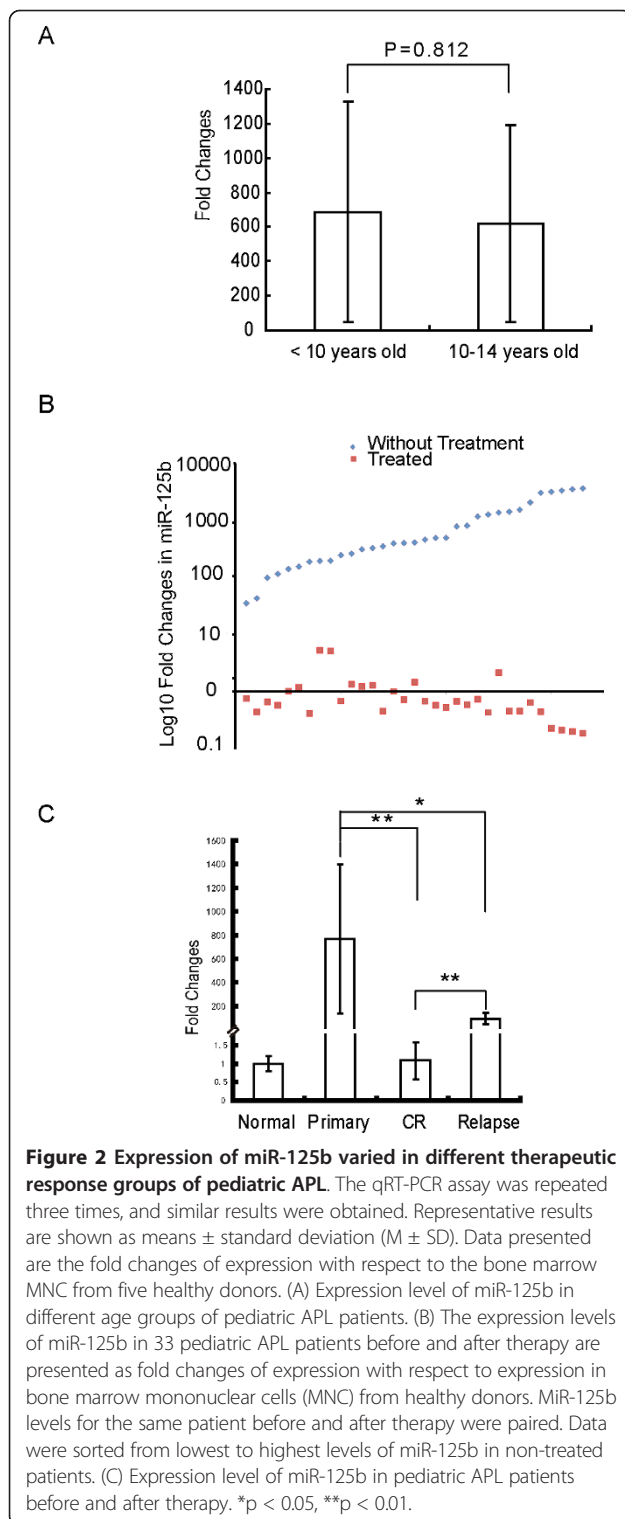 A
P=0.812
Fold Changes
1400
1200
1000
800
600
400
200
0
< 10 years old
10-14 years old
B
Without Treatment
Treated
Log10 Fold Changes in miR-125b
10000
1000
100
10
0
0.1
C
*
**
**
Fold Changes
1600
1400
1200
1000
800
600
400
200
1.5
1
0.5
0
Normal Primary CR Relapse
Figure 2 Expression of miR-125b varied in different therapeutic
response groups of pediatric APL. The qRT-PCR assay was repeated
three times, and similar results were obtained. Representative results
are shown as means ± standard deviation (M ± SD). Data presented
are the fold changes of expression with respect to the bone marrow
MNC from five healthy donors. (A) Expression level of miR-125b in
different age groups of pediatric APL patients. (B) The expression levels
of miR-125b in 33 pediatric APL patients before and after therapy are
presented as fold changes of expression with respect to expression in
bone marrow mononuclear cells (MNC) from healthy donors. MiR-125b
levels for the same patient before and after therapy were paired. Data
were sorted from lowest to highest levels of miR-125b in non-treated
patients. (C) Expression level of miR-125b in pediatric APL patients
before and after therapy. *p < 0.05, **p < 0.01.